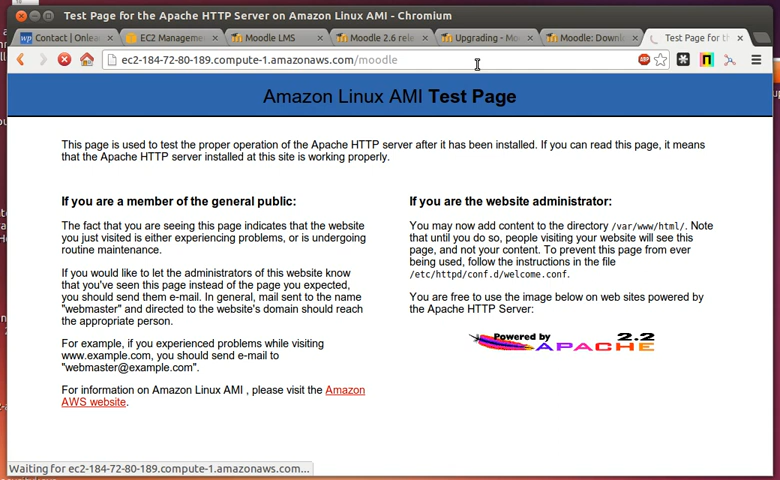 Test Page for the Apache HTTP Server on Amazon Linux AMI - Chromium
Contact | Onlea
EC2 Manageme
Moodle LMS
Moodle 2.6 rele
Upgrading - Moo
Moodle: Downlo
Test Page for th
ec2-184-72-80-189.compute-1.amazonaws.com/moodle
ABP
Amazon Linux AMI Test Page
This page is used to test the proper operation of the Apache HTTP server after it has been installed. If you can read this page, it means
that the Apache HTTP server installed at this site is working properly.
If you are a member of the general public:
The fact that you are seeing this page indicates that the website
you just visited is either experiencing problems, or is undergoing
routine maintenance.
If you would like to let the administrators of this website know
that you've seen this page instead of the page you expected,
you should send them e-mail. In general, mail sent to the name
"webmaster" and directed to the website's domain should reach
the appropriate person.
For example, if you experienced problems while visiting
www.example.com, you should send e-mail to
"webmaster@example.com".
For information on Amazon Linux AMI , please visit the Amazon
AWS website.
If you are the website administrator:
You may now add content to the directory /var/www/html/. Note
that until you do so, people visiting your website will see this
page, and not your content. To prevent this page from ever
being used, follow the instructions in the file
/etc/httpd/conf.d/welcome.conf.
You are free to use the image below on web sites powered by
the Apache HTTP Server:
Powered by 2.2
APACHE
Waiting for ec2-184-72-80-189.compute-1.amazonaws.com...